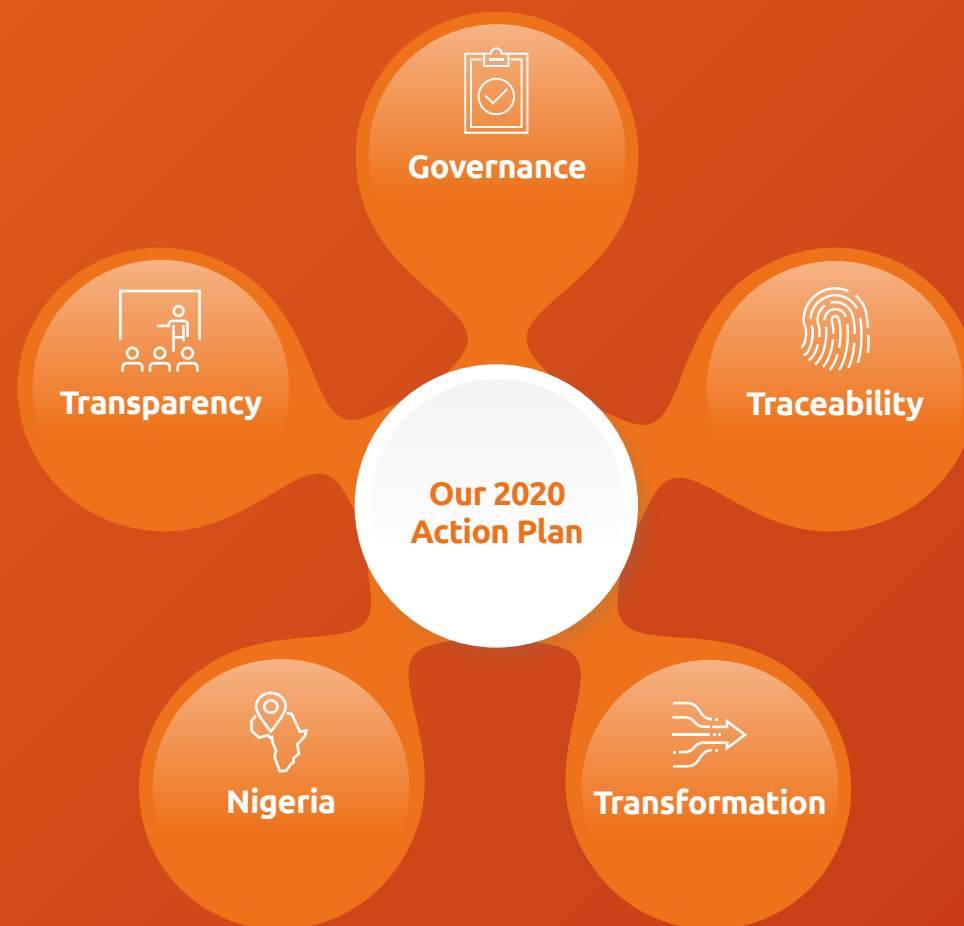 Governance
Transparency
Traceability
Our 2020
Action Plan
Nigeria
Transformation